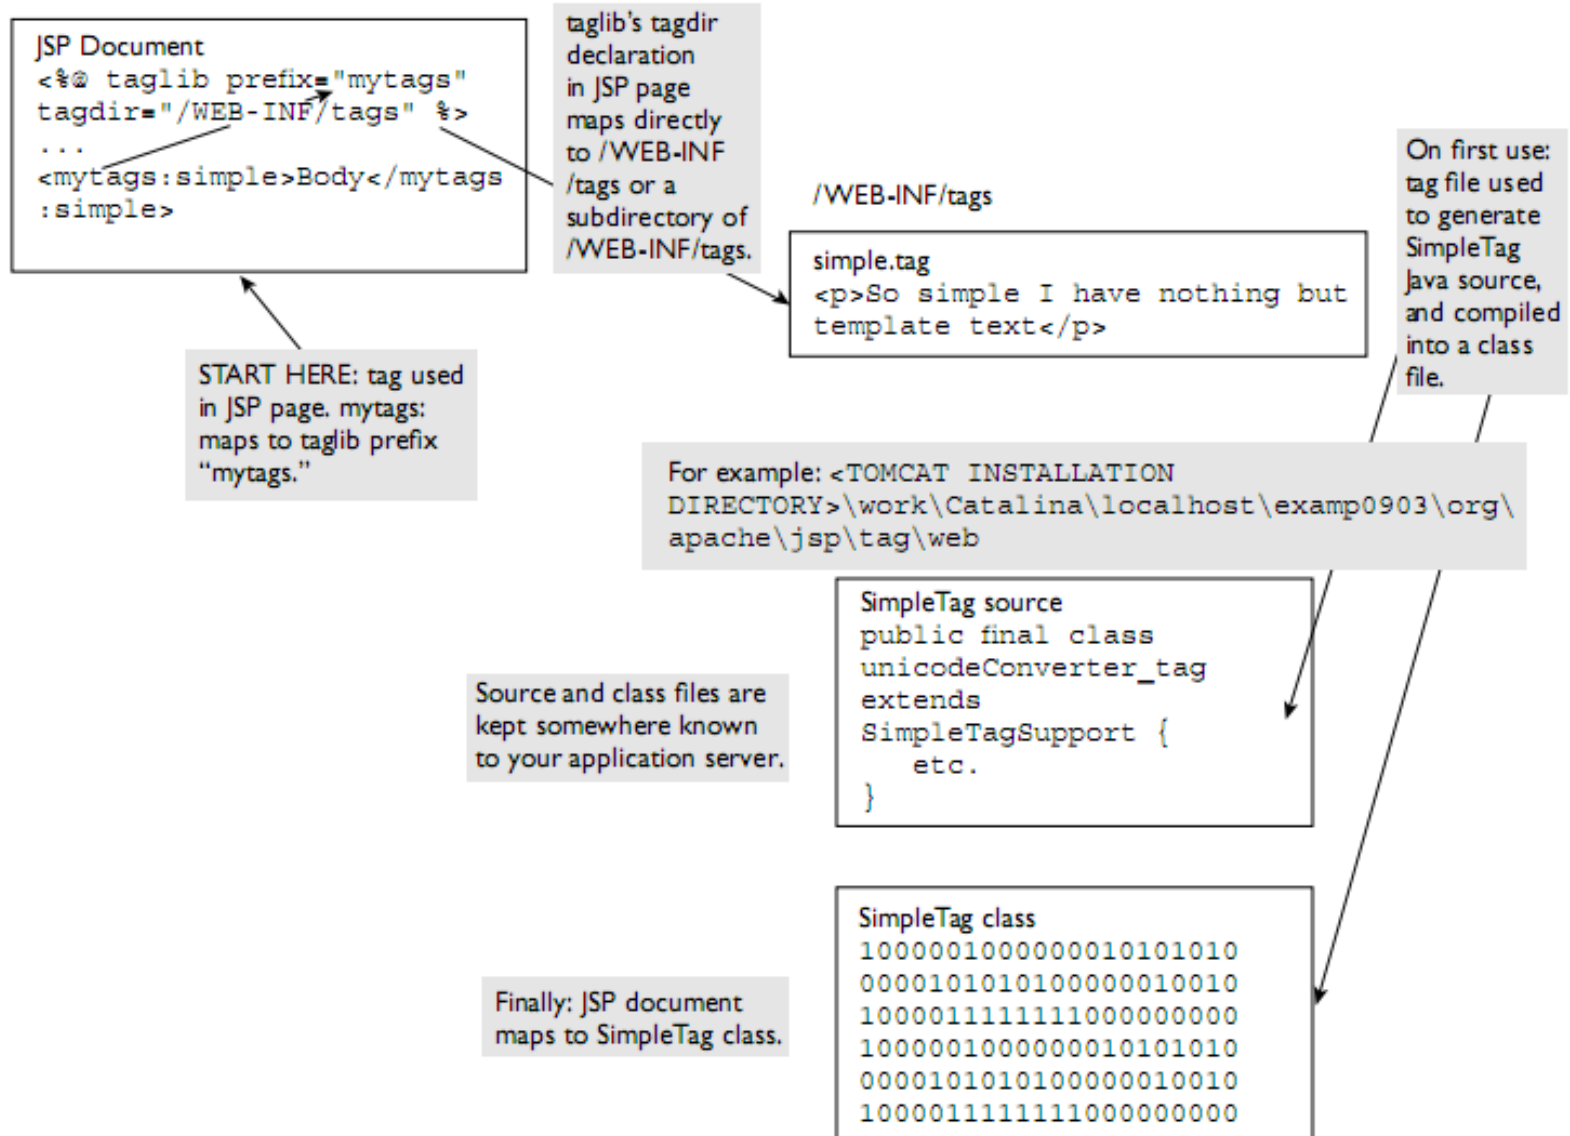 JSP Document
<%@ taglib prefix="mytags"
tagdir="/WEB-INF/tags" %>
...
<mytags:simple>Body</mytags
:simple>
taglib's tagdir
declaration
in JSP page
maps directly
to /WEB-INF
/tags or a
subdirectory of
/WEB-INF/tags.
START HERE: tag used
in JSP page. mytags:
maps to taglib prefix
“mytags.”
/WEB-INF/tags
simple.tag
<p>So simple I have nothing but
template text</p>
On first use:
tag file used
to generate
SimpleTag
Java source,
and compiled
into a class
file.
For example: <TOMCAT INSTALLATION
DIRECTORY>\work\Catalina\localhost\examp0903\org\
apache\jsp\tag\web
SimpleTag source
public final class
unicodeConverter_tag
extends
SimpleTagSupport {
etc.
}
Source and class files are
kept somewhere known
to your application server.
SimpleTag class
1000001000000010101010
0000101010100000010010
1000011111111000000000
1000001000000010101010
0000101010100000010010
1000011111111000000000
Finally: JSP document
maps to SimpleTag class.